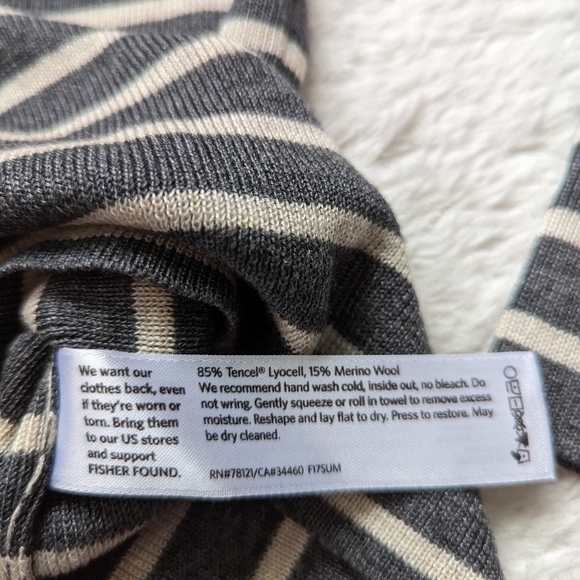 We want our
clothes back, even
if they're worn or
torn. Bring them
to our US stores
and support
FISHER FOUND.
85% Tencel® Lyocell, 15% Merino Wool
We recommend hand wash cold, inside out, no bleach. Do
not wring. Gently squeeze or roll in towel to remove excess
moisture. Reshape and lay flat to dry. Press to restore. May
be dry cleaned.
RN#78121/CA#34460 F17SUM